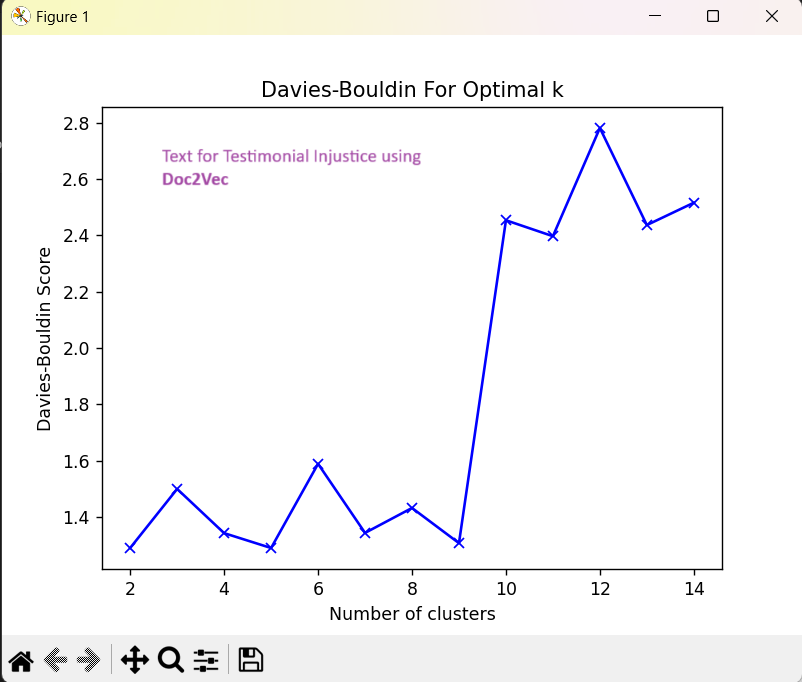 Figure 1
Davies-Bouldin For Optimal k
Text for Testimonial Injustice using
Doc2Vec
Davies-Bouldin Score
2.8
2.6
2.4
2.2
2.0
1.8
1.6
1.4
2 4 6 8 10 12 14
Number of clusters